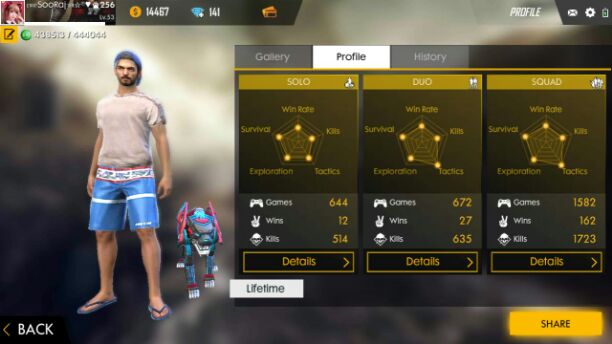 SooRaj 256
Lv.53
14467
141
PROFILE
438513 / 444044
Gallery
Profile
History
SOLO
Win Rate
Survival
Kills
Exploration
Tactics
Games 644
Wins 12
Kills 514
Details >
DUO
Win Rate
Survival
Kills
Exploration
Tactics
Games 672
Wins 27
Kills 635
Details >
SQUAD
Win Rate
Survival
Kills
Exploration
Tactics
Games 1582
Wins 162
Kills 1723
Details >
Lifetime
< BACK
SHARE